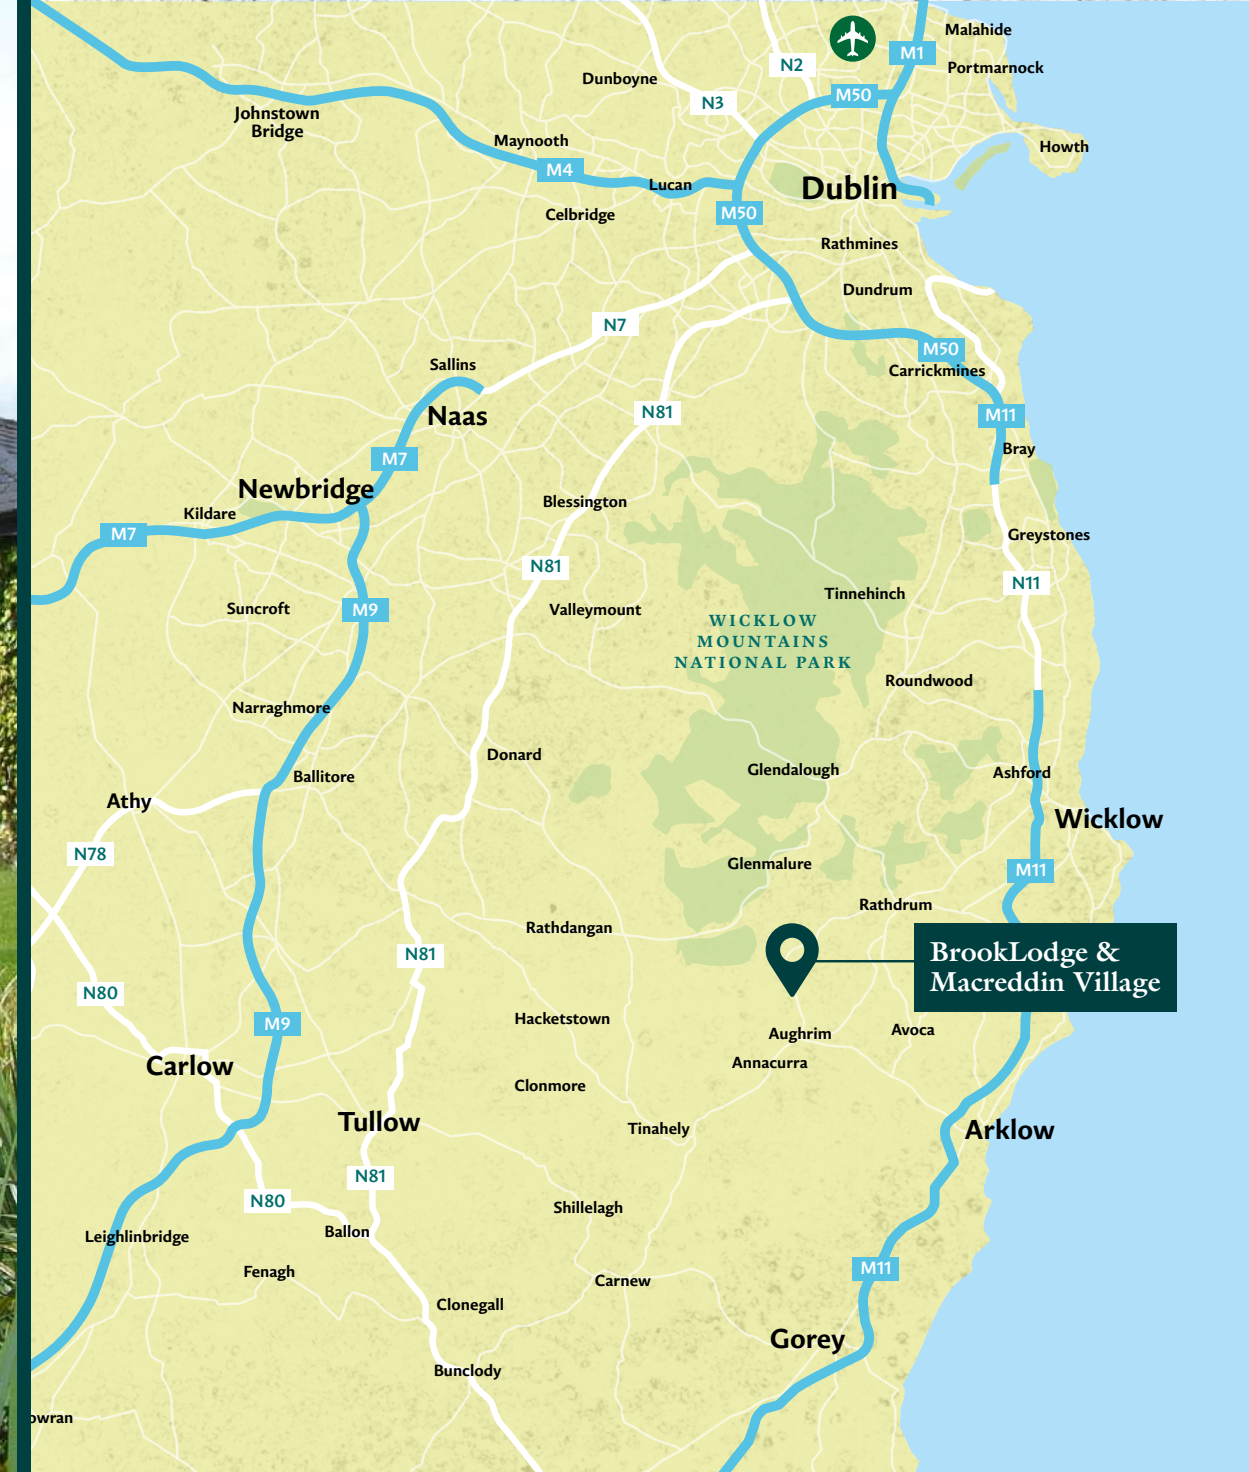 Malahide
M1
N2
Portmarnock
Dunboyne
M50
N3
Johnstown
Bridge
Maynooth
Howth
M4
Lucan
Dublin
Celbridge
M50
Rathmines
Dundrum
N7
M50
Sallins
Carrickmines
Naas
N81
M11
Bray
M7
Newbridge
Blessington
Kildare
M7
Greystones
N81
N11
Tinnehinch
Suncroft
M9
Valleymount
WICKLOW
MOUNTAINS
NATIONAL PARK
Roundwood
Narraghmore
Donard
Glendalough
Ashford
Ballitore
Athy
Wicklow
N78
Glenmalure
M11
Rathdrum
Rathdangan
N81
BrookLodge &
Macreddin Village
N80
Hacketstown
M9
Aughrim
Avoca
Carlow
Annacurra
Clonmore
Tullow
Tinahely
Arklow
N81
N80
Shillelagh
Ballon
Leighlinbridge
Fenagh
M11
Carnew
Clonegall
Gorey
Bunclody
owran